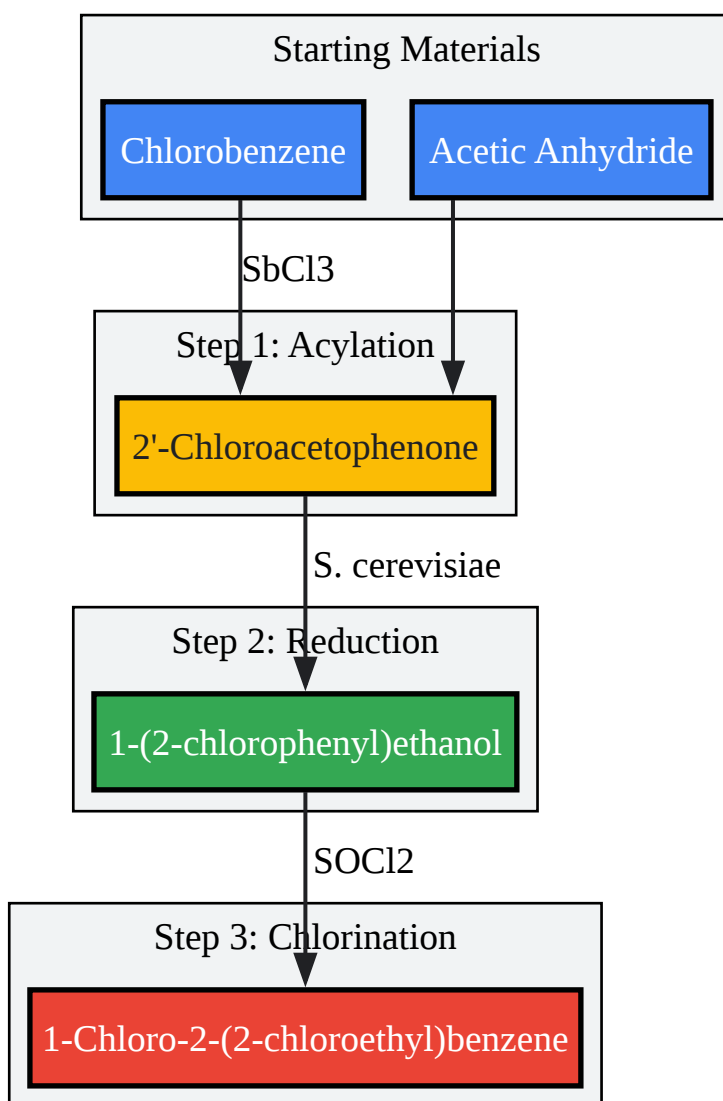 Starting Materials
Chlorobenzene
Acetic Anhydride
SbCl3
Step 1: Acylation
2'-Chloroacetophenone
S. cerevisiae
Step 2: Reduction
1-(2-chlorophenyl)ethanol
SOCl2
Step 3: Chlorination
1-Chloro-2-(2-chloroethyl)benzene